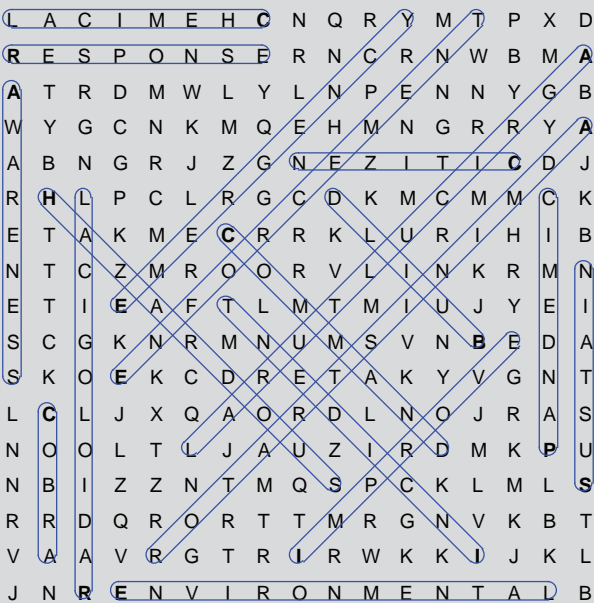 L A C I M E H C N Q R Y M T P X D
R E S P O N S E R N C R N W B M A
A T R D M W L Y L N P E N N Y G B
W Y G C N K M Q E H M N G R R Y A
A B N G R J Z G N E Z I T I C D J
R H L P C L R G C D K M C M M C K
E T A K M E C R R K L U R I H I B
N T C Z M R O O R V L I N K R M N
E T I E A F T L M T M I U J Y E I
S C G K N R M N U M S V N B E D A
S K O E K C D R E T A K Y V G N T
L C L J X Q A O R D L N O J R A S
N O O L T L J A U Z I R D M K P U
N B I Z Z N T M Q S P C K L M L S
R R D Q R O R T T M R G N V K B T
V A A V R G T R I R W K K I J K L
J N R E N V I R O N M E N T A L B